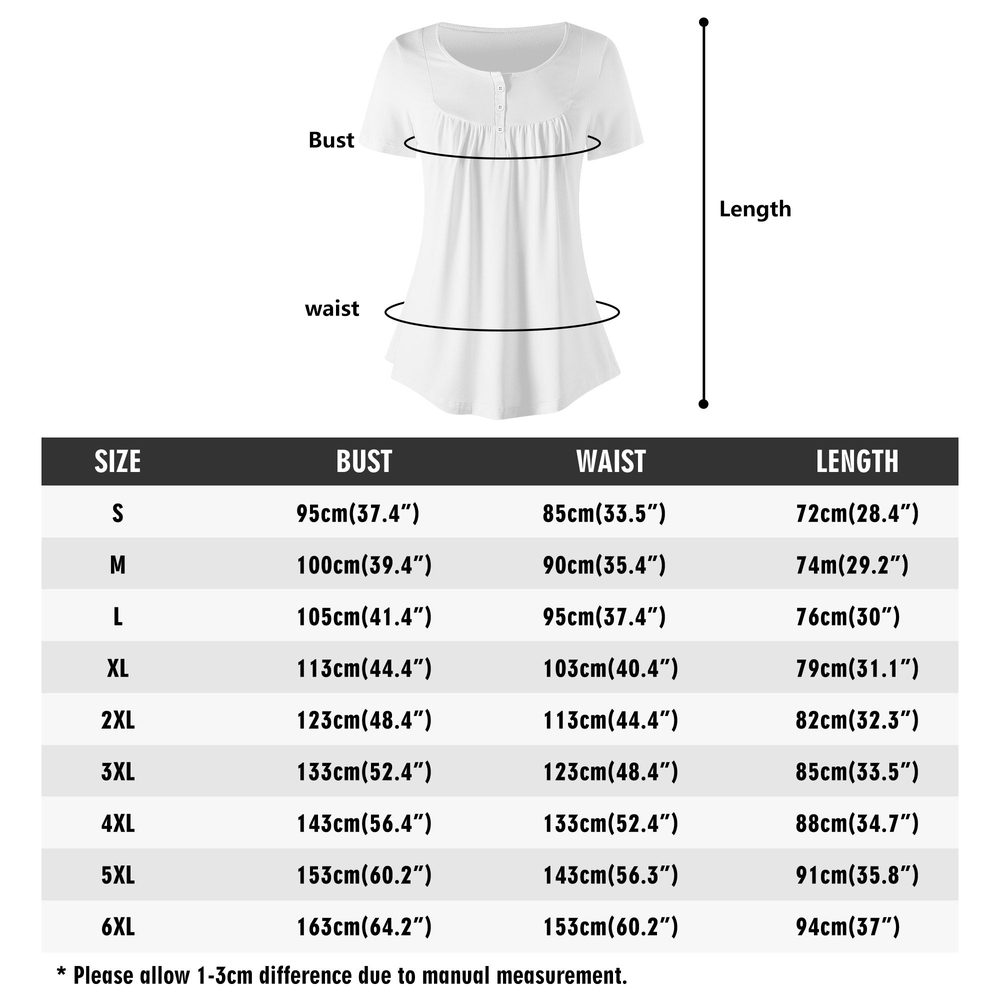 Bust
Length
waist
SIZE BUST WAIST LENGTH
S 95cm(37.4″) 85cm(33.5″) 72cm(28.4″)
M 100cm(39.4″) 90cm(35.4″) 74m(29.2″)
L 105cm(41.4″) 95cm(37.4″) 76cm(30″)
XL 113cm(44.4″) 103cm(40.4″) 79cm(31.1″)
2XL 123cm(48.4″) 113cm(44.4″) 82cm(32.3″)
3XL 133cm(52.4″) 123cm(48.4″) 85cm(33.5″)
4XL 143cm(56.4″) 133cm(52.4″) 88cm(34.7″)
5XL 153cm(60.2″) 143cm(56.3″) 91cm(35.8″)
6XL 163cm(64.2″) 153cm(60.2″) 94cm(37″)
* Please allow 1-3cm difference due to manual measurement.